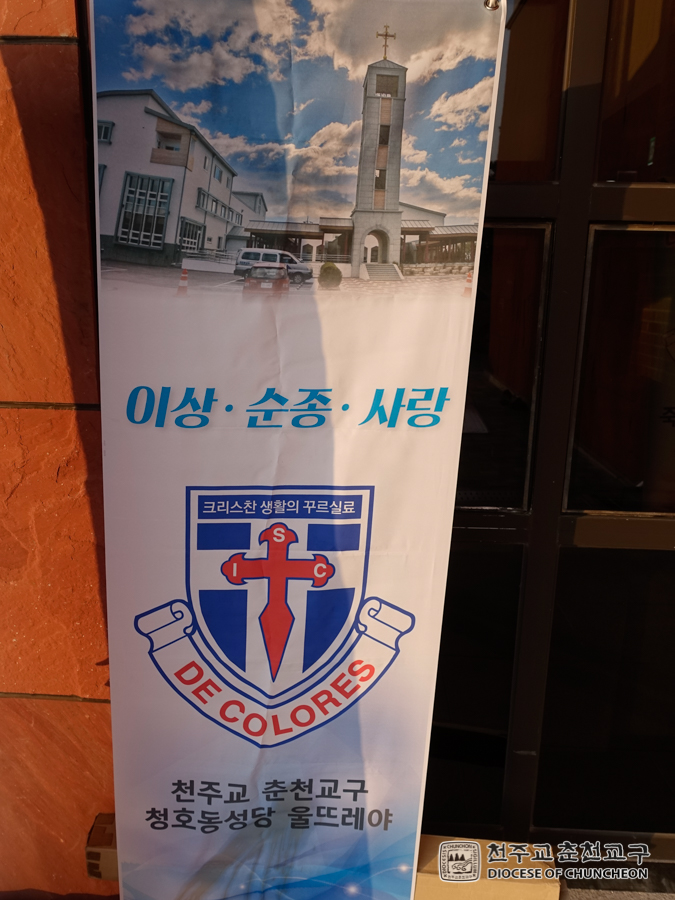 이상·순종·사랑
크리스찬 생활의 꾸르실료
S
I C
DE COLORES
천주교 춘천교구
청호동성당 울뜨레야
천주교춘천교구
DIOCESE OF CHUNCHEON